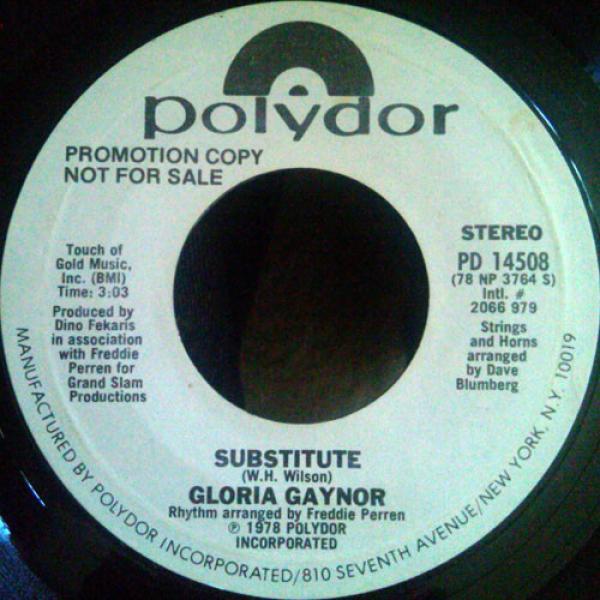 polydor
PROMOTION COPY
NOT FOR SALE
Touch of
Gold Music,
Inc. (BMI)
Time: 3:03
Produced by
Dino Fekaris
in association
with Freddie
Perren for
Grand Slam
Productions
STEREO
PD 14508
(78 NP 3764 S)
Intl. #
2066 979
Strings
and Horns
arranged
by Dave
Blumberg
SUBSTITUTE
(W.H. Wilson)
GLORIA GAYNOR
Rhythm arranged by Freddie Perren
℗ 1978 POLYDOR
INCORPORATED
MANUFACTURED BY POLYDOR INCORPORATED/810 SEVENTH AVENUE/NEW YORK, N.Y. 10019